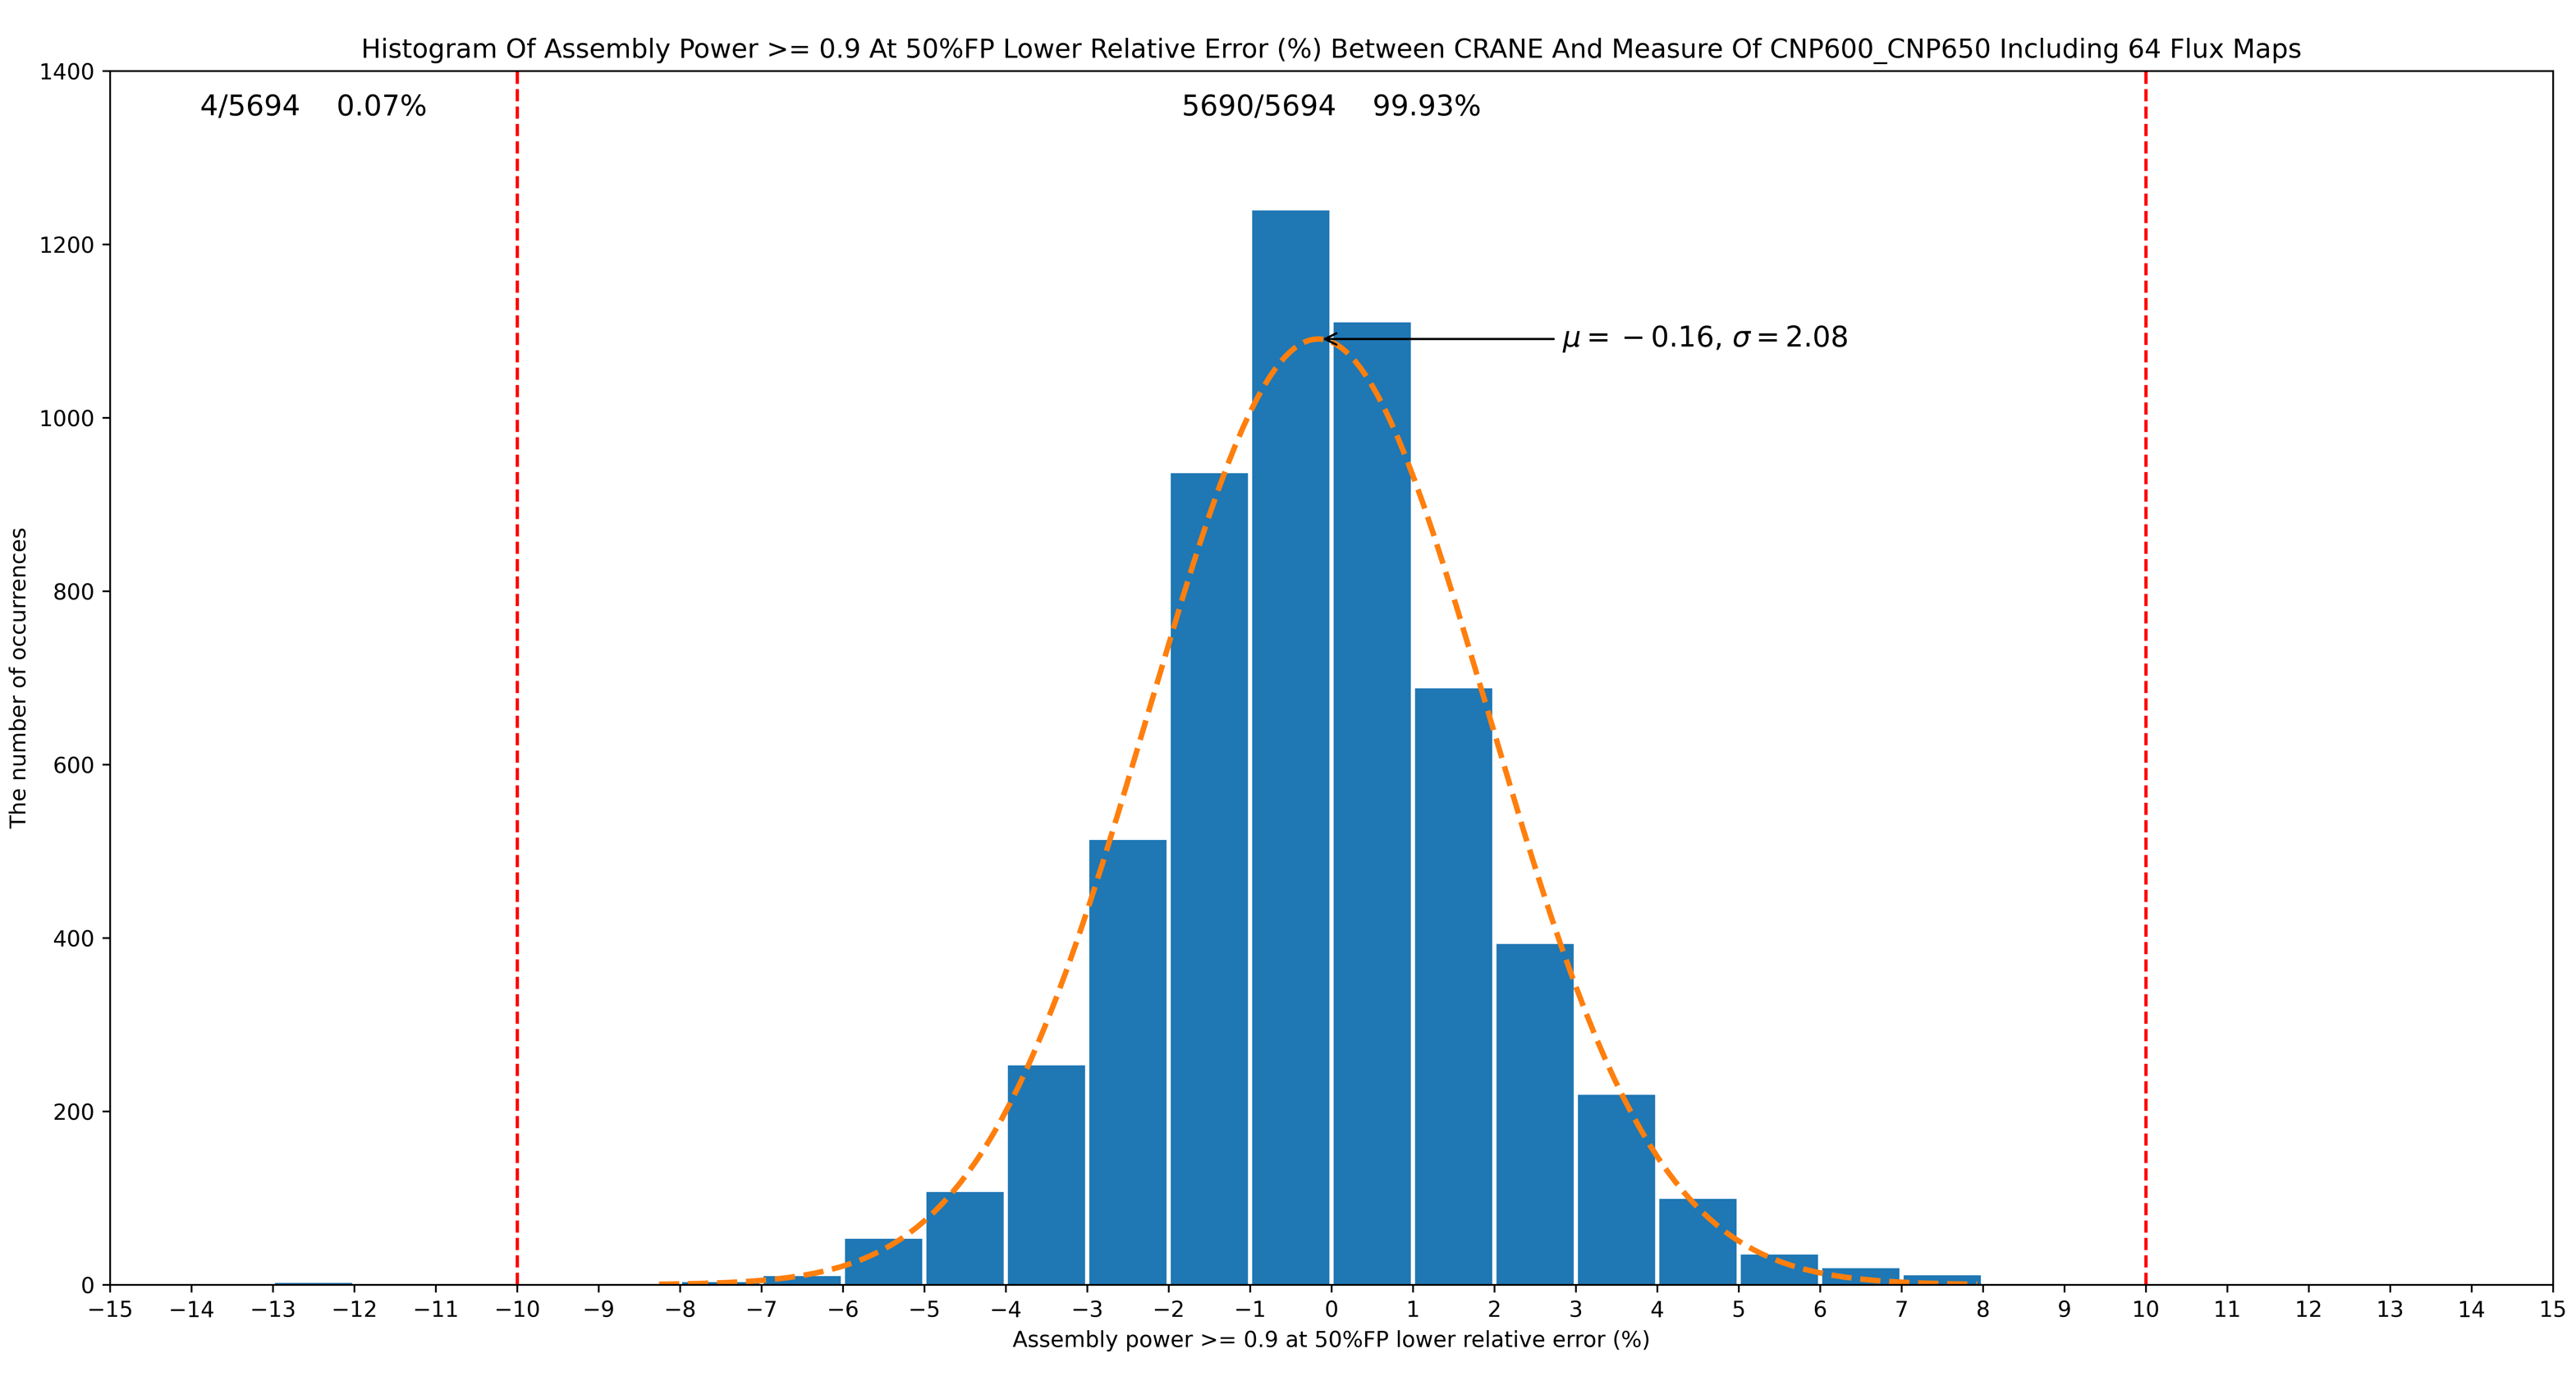 Histogram Of Assembly Power >= 0.9 At 50%FP Lower Relative Error (%) Between CRANE And Measure Of CNP600_CNP650 Including 64 Flux Maps
4/5694 0.07%
5690/5694 99.93%
μ = −0.16, σ = 2.08
The number of occurrences
1400
1200
1000
800
600
400
200
0
−15 −14 −13 −12 −11 −10 −9 −8 −7 −6 −5 −4 −3 −2 −1 0 1 2 3 4 5 6 7 8 9 10 11 12 13 14 15
Assembly power >= 0.9 at 50%FP lower relative error (%)